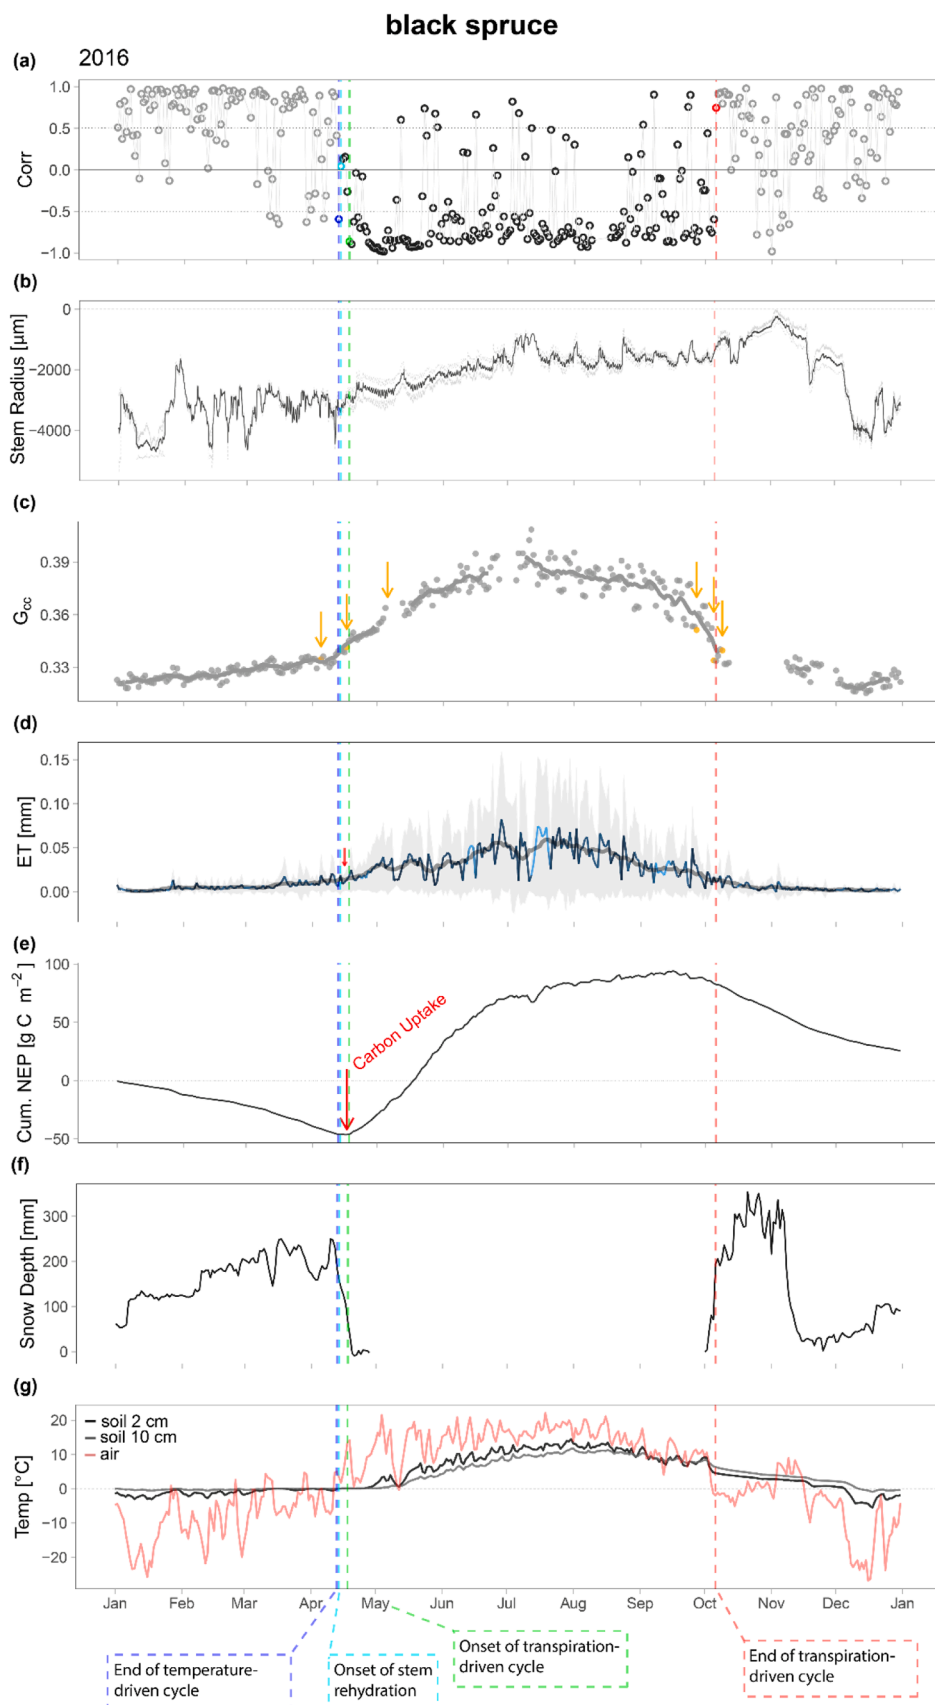 black spruce
(a)
2016
1.0
0.5
0.0
−0.5
−1.0
Corr
(b)
0
−2000
−4000
Stem Radius [µm]
(c)
0.39
0.36
0.33
Gcc
(d)
0.15
0.10
0.05
0.00
ET [mm]
(e)
100
50
0
−50
Cum. NEP [g C m−2 ]
Carbon Uptake
(f)
300
200
100
0
Snow Depth [mm]
(g)
20
10
0
−10
−20
Temp [°C]
soil 2 cm
soil 10 cm
air
Jan Feb Mar Apr May Jun Jul Aug Sep Oct Nov Dec Jan
End of temperature-
driven cycle
Onset of stem
rehydration
Onset of transpiration-
driven cycle
End of transpiration-
driven cycle